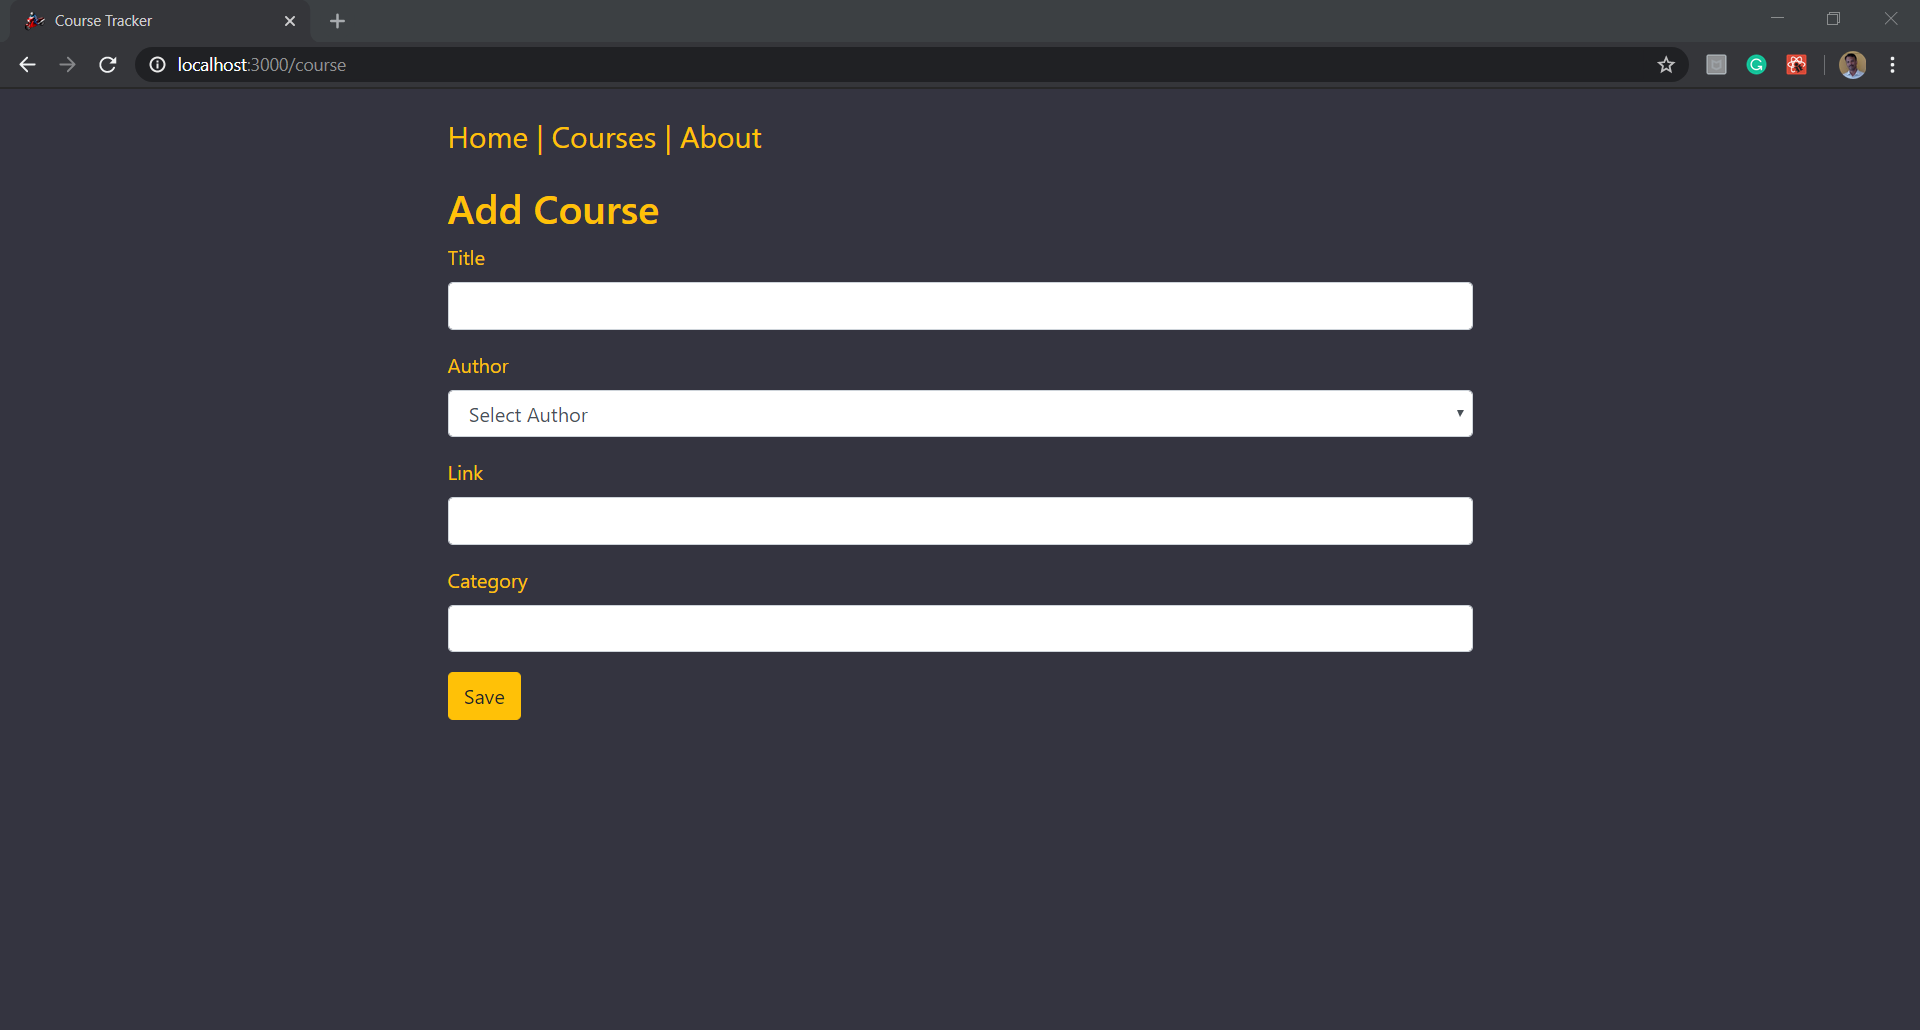 Course Tracker
localhost:3000/course
Home | Courses | About
Add Course
Title
Author
Select Author
Link
Category
Save